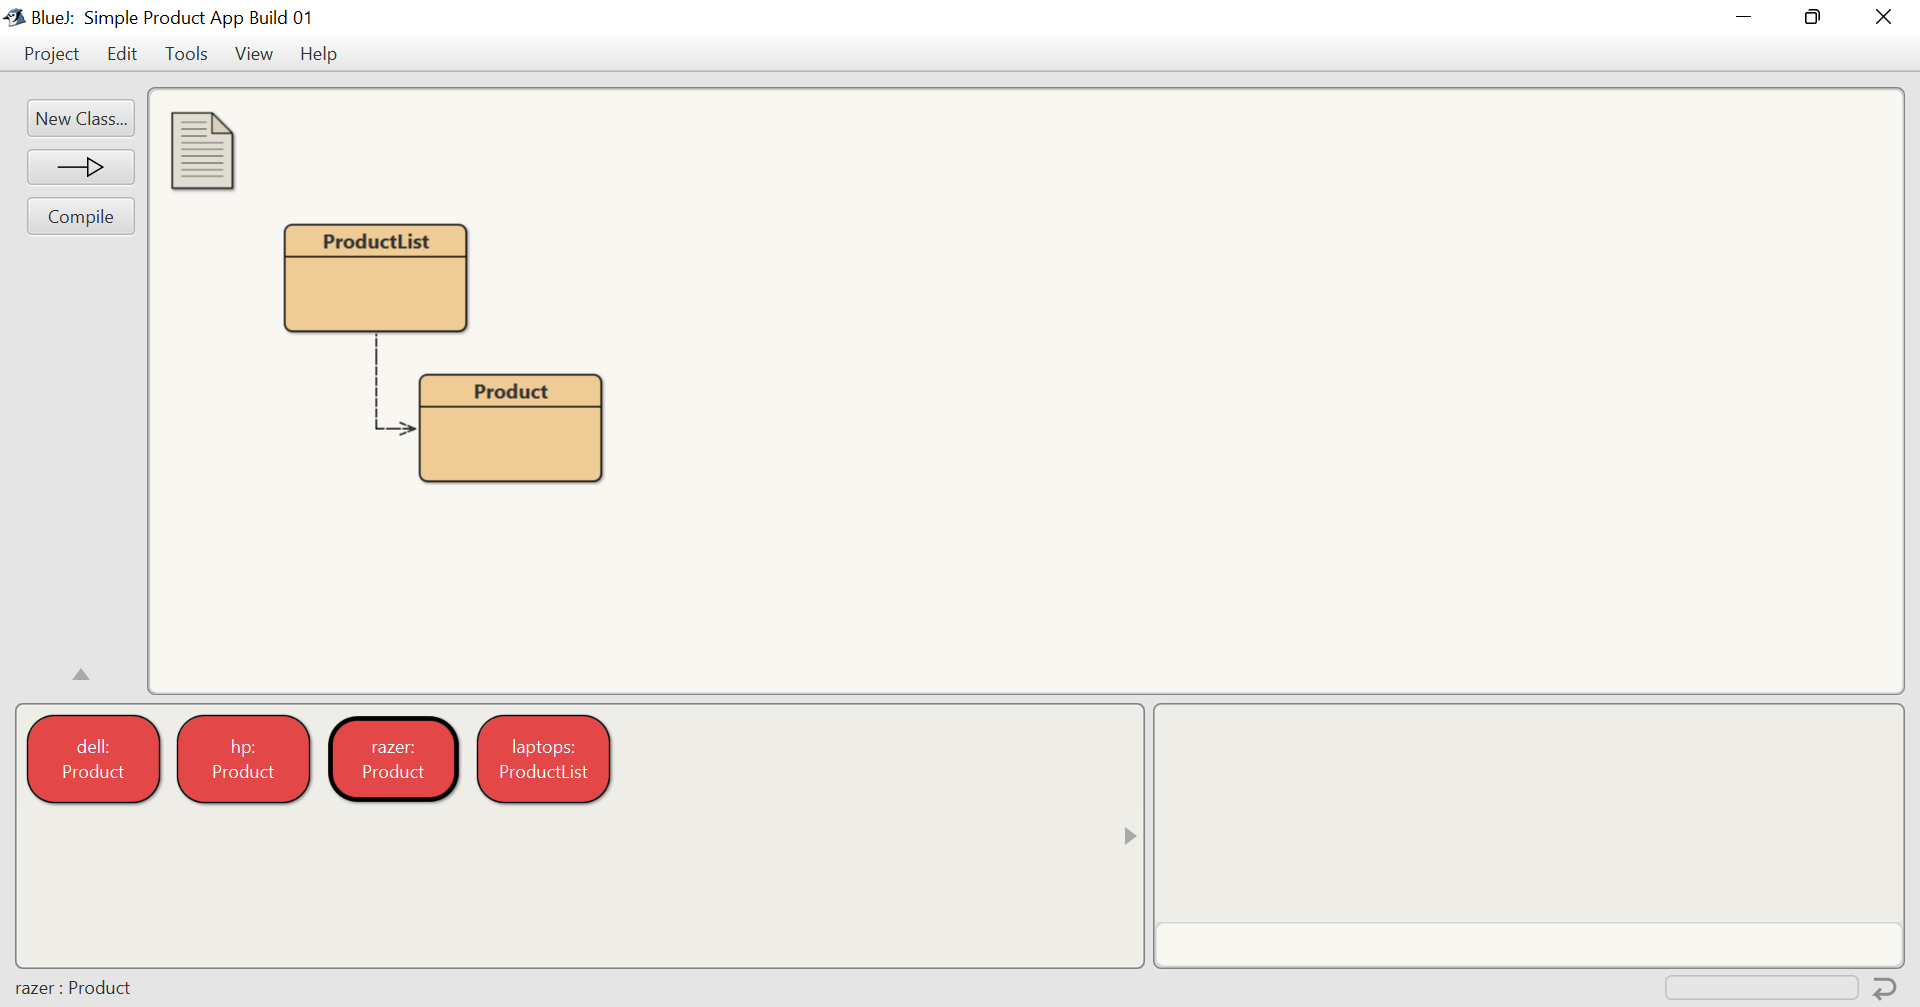 BlueJ: Simple Product App Build 01
Project Edit Tools View Help
New Class...
Compile
ProductList
Product
dell:
Product
hp:
Product
razer:
Product
laptops:
ProductList
razer : Product